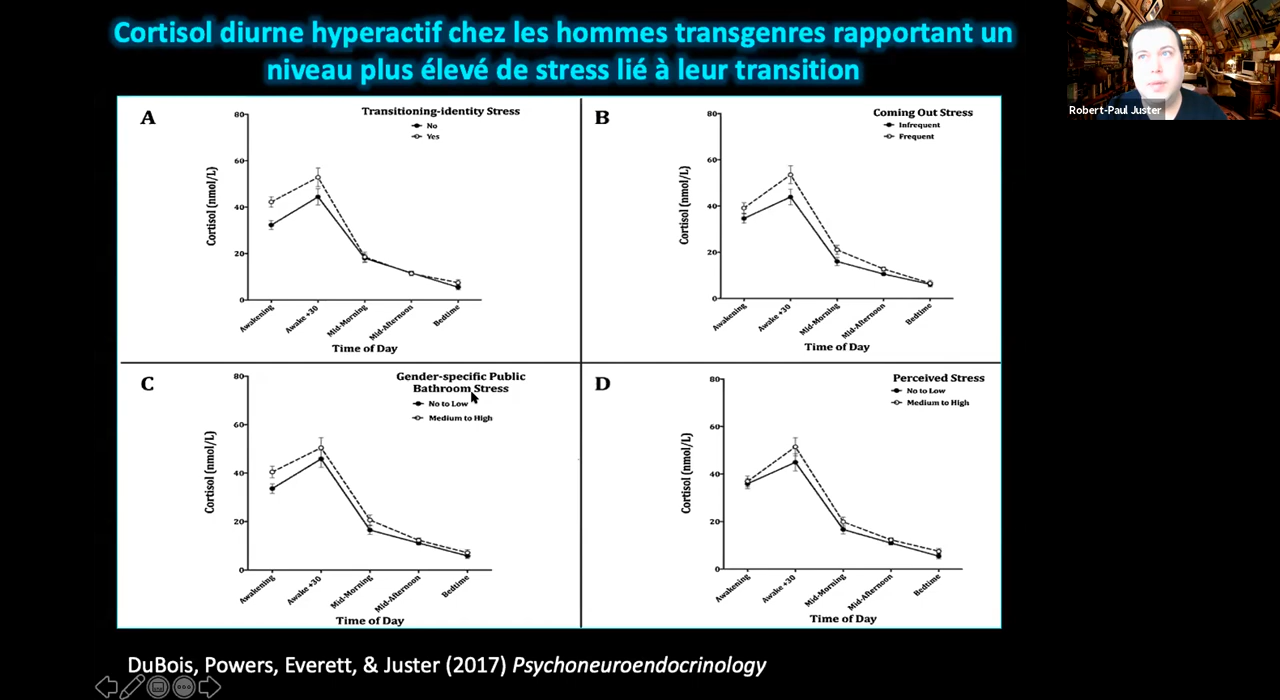 Cortisol diurne hyperactif chez les hommes transgenres rapportant un
niveau plus élevé de stress lié à leur transition
Robert-Paul Juster
A
Transitioning-identity Stress
No
Yes
Cortisol (nmol/L)
80
60
40
20
0
Awakening
Awake +30
Mid-Morning
Mid-Afternoon
Bedtime
Time of Day
B
Coming Out Stress
Infrequent
Frequent
Cortisol (nmol/L)
80
60
40
20
0
Awakening
Awake +30
Mid-Morning
Mid-Afternoon
Bedtime
Time of Day
C
Gender-specific Public
Bathroom Stress
No to Low
Medium to High
Cortisol (nmol/L)
80
60
40
20
0
Awakening
Awake +30
Mid-Morning
Mid-Afternoon
Bedtime
Time of Day
D
Perceived Stress
No to Low
Medium to High
Cortisol (nmol/L)
80
60
40
20
0
Awakening
Awake +30
Mid-Morning
Mid-Afternoon
Bedtime
Time of Day
DuBois, Powers, Everett, & Juster (2017) Psychoneuroendocrinology